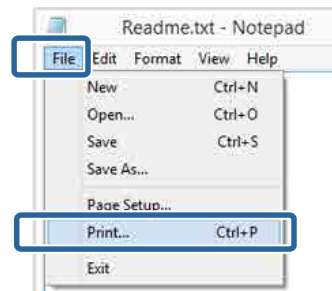 Readme.txt - Notepad
File Edit Format View Help
New Ctrl+N
Open... Ctrl+O
Save Ctrl+S
Save As...
Page Setup...
Print... Ctrl+P
Exit